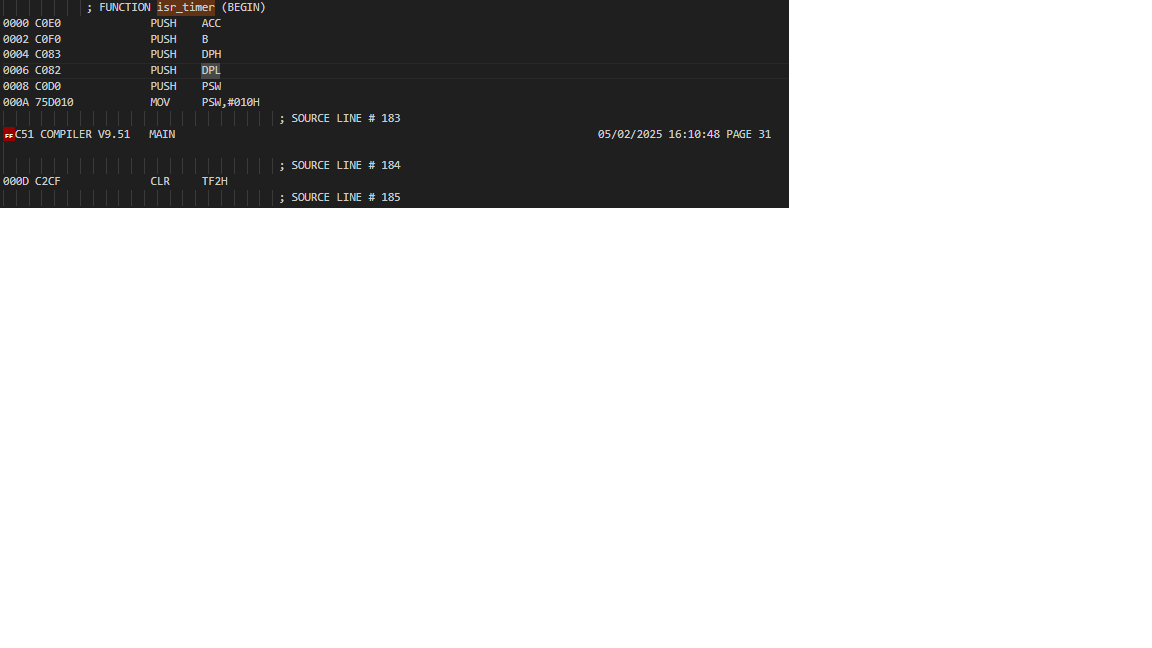 ; FUNCTION isr_timer (BEGIN)
0000 C0E0 PUSH ACC
0002 C0F0 PUSH B
0004 C083 PUSH DPH
0006 C082 PUSH DPL
0008 C0D0 PUSH PSW
000A 75D010 MOV PSW,#010H
; SOURCE LINE # 183
FF C51 COMPILER V9.51 MAIN 05/02/2025 16:10:48 PAGE 31
; SOURCE LINE # 184
000D C2CF CLR TF2H
; SOURCE LINE # 185